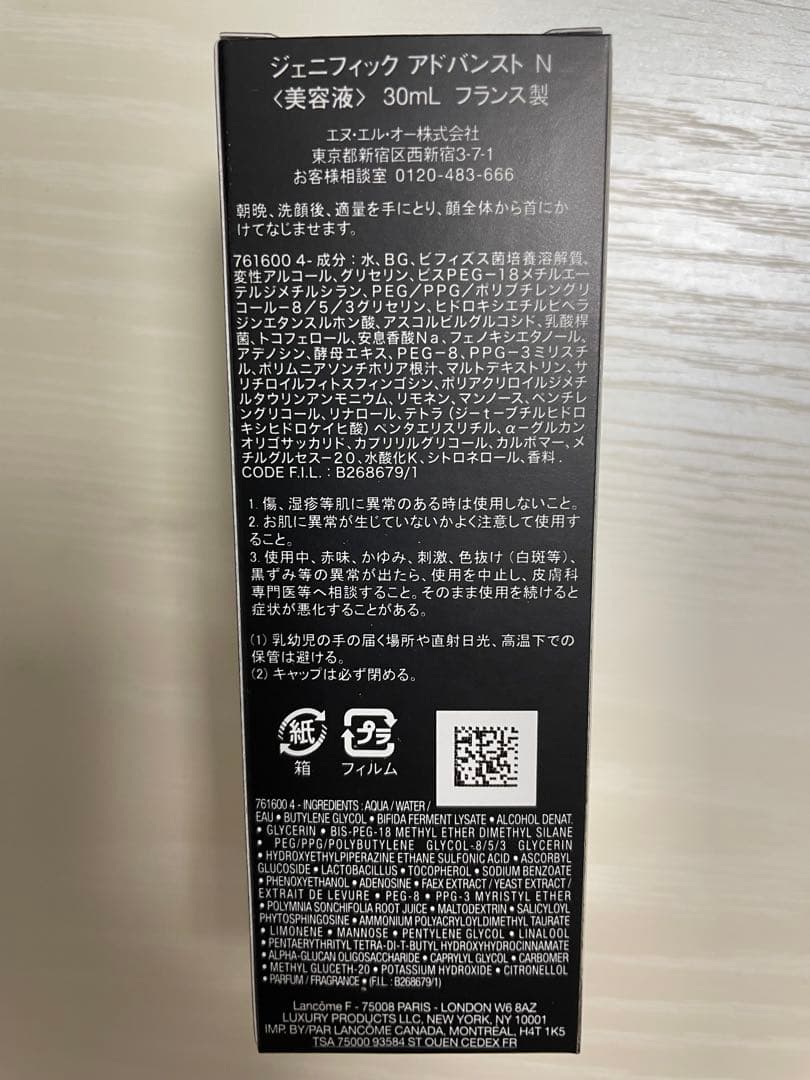 ジェニフィック アドバンスト N
〈美容液〉 30mL フランス製
エヌ・エル・オー株式会社
東京都新宿区西新宿3-7-1
お客様相談室 0120-483-666
朝晩、洗顔後、適量を手にとり、顔全体から首にか
けてなじませます。
761600 4- 成分：水、BG、ビフィズス菌培養溶解質、
変性アルコール、グリセリン、ビスPEG－18メチルエー
テルジメチルシラン、PEG／PPG／ポリブチレングリ
コール－8／5／3グリセリン、ヒドロキシエチルピペラ
ジンエタンスルホン酸、アスコルビルグルコシド、乳酸桿
菌、トコフェロール、安息香酸Na、フェノキシエタノール、
アデノシン、酵母エキス、PEG－8、PPG－3ミリスチ
ル、ポリムニアソンチホリア根汁、マルトデキストリン、サ
リチロイルフィトスフィンゴシン、ポリアクリロイルジメチ
ルタウリンアンモニウム、リモネン、マンノース、ペンチレ
ングリコール、リナロール、テトラ（ジ－t－ブチルヒドロ
キシヒドロケイヒ酸）ペンタエリスリチル、α－グルカン
オリゴサッカリド、カプリリルグリコール、カルボマー、メ
チルグルセス－20、水酸化K、シトロネロール、香料．
CODE F.I.L. : B268679/1
1. 傷、湿疹等肌に異常のある時は使用しないこと。
2. お肌に異常が生じていないかよく注意して使用す
ること。
3. 使用中、赤味、かゆみ、刺激、色抜け（白斑等）、
黒ずみ等の異常が出たら、使用を中止し、皮膚科
専門医等へ相談すること。そのまま使用を続けると
症状が悪化することがある。
(1) 乳幼児の手の届く場所や直射日光、高温下での
保管は避ける。
(2) キャップは必ず閉める。
紙 プラ
箱 フィルム
761600 4 - INGREDIENTS : AQUA / WATER /
EAU • BUTYLENE GLYCOL • BIFIDA FERMENT LYSATE • ALCOHOL DENAT.
• GLYCERIN • BIS-PEG-18 METHYL ETHER DIMETHYL SILANE
• PEG/PPG/POLYBUTYLENE GLYCOL-8/5/3 GLYCERIN
• HYDROXYETHYLPIPERAZINE ETHANE SULFONIC ACID • ASCORBYL
GLUCOSIDE • LACTOBACILLUS • TOCOPHEROL • SODIUM BENZOATE
• PHENOXYETHANOL • ADENOSINE • FAEX EXTRACT / YEAST EXTRACT /
EXTRAIT DE LEVURE • PEG-8 • PPG-3 MYRISTYL ETHER
• POLYMNIA SONCHIFOLIA ROOT JUICE • MALTODEXTRIN • SALICYLOYL
PHYTOSPHINGOSINE • AMMONIUM POLYACRYLOYLDIMETHYL TAURATE
• LIMONENE • MANNOSE • PENTYLENE GLYCOL • LINALOOL
• PENTAERYTHRITYL TETRA-DI-T-BUTYL HYDROXYHYDROCINNAMATE
• ALPHA-GLUCAN OLIGOSACCHARIDE • CAPRYLYL GLYCOL • CARBOMER
• METHYL GLUCETH-20 • POTASSIUM HYDROXIDE • CITRONELLOL
• PARFUM / FRAGRANCE • (F.I.L. : B268679/1)
Lancôme F - 75008 PARIS - LONDON W6 8AZ
LUXURY PRODUCTS LLC, NEW YORK, NY 10001
IMP. BY/PAR LANCÔME CANADA, MONTRÉAL, H4T 1K5
TSA 75000 93584 ST OUEN CEDEX FR